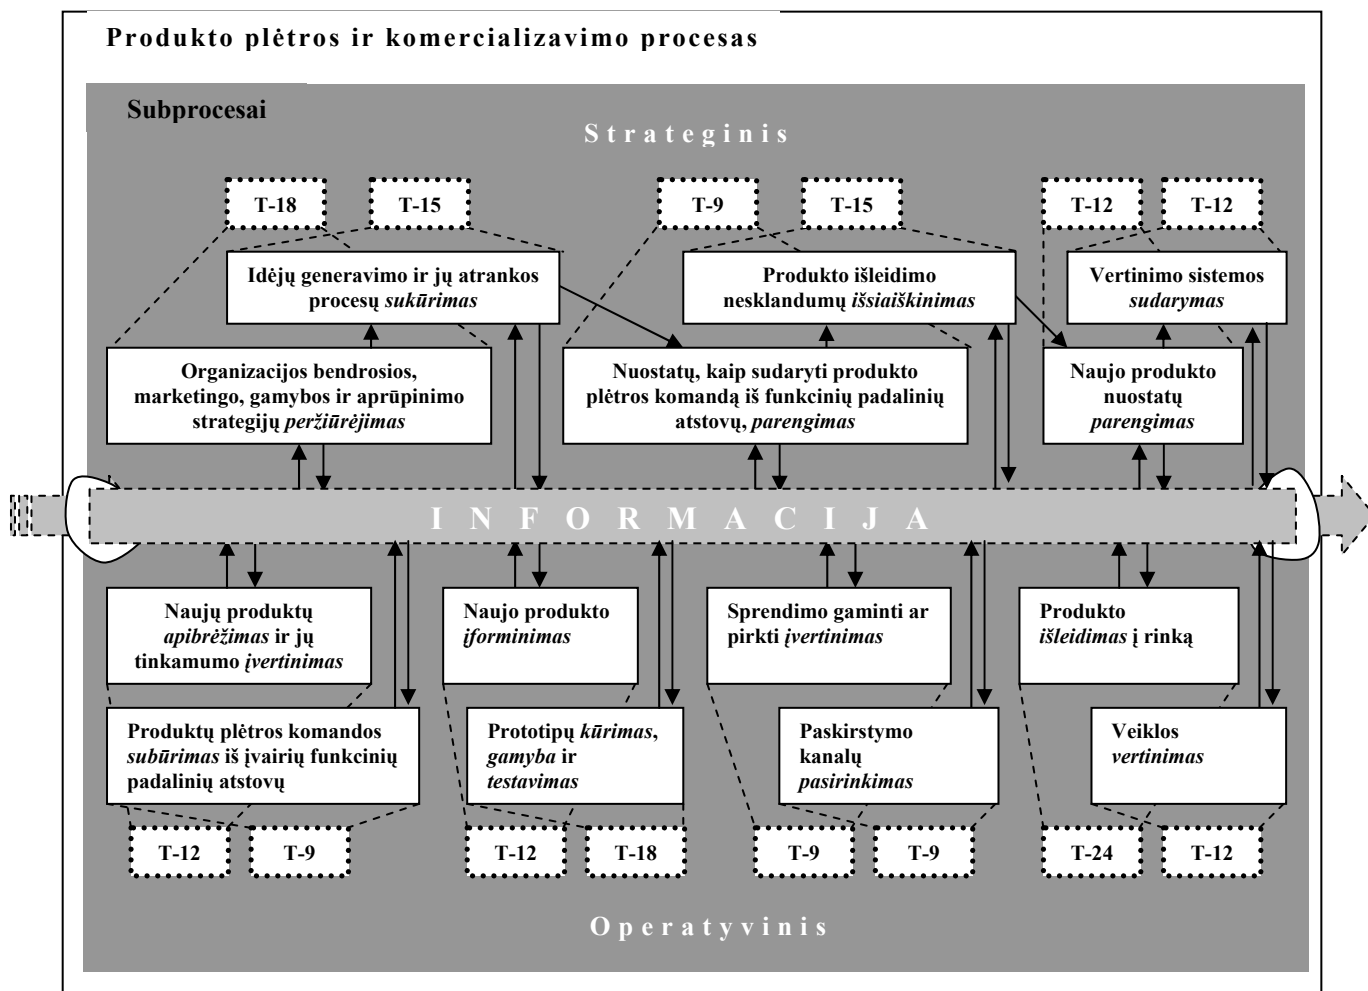 Produkto plėtros ir komercializavimo procesas
Subprocesai
Strateginis
T-18
T-15
T-9
T-15
T-12
T-12
Idėjų generavimo ir jų atrankos
procesų sukūrimas
Produkto išleidimo
nesklandumų išsiaiškinimas
Vertinimo sistemos
sudarymas
Organizacijos bendrosios,
marketingo, gamybos ir aprūpinimo
strategijų peržiūrėjimas
Nuostatų, kaip sudaryti produkto
plėtros komandą iš funkcinių padalinių
atstovų, parengimas
Naujo produkto
nuostatų
parengimas
INFORMACIJA
Naujų produktų
apibrėžimas ir jų
tinkamumo įvertinimas
Naujo produkto
įforminimas
Sprendimo gaminti ar
pirkti įvertinimas
Produkto
išleidimas į rinką
Produktų plėtros komandos
subūrimas iš įvairių funkcinių
padalinių atstovų
Prototipų kūrimas,
gamyba ir
testavimas
Paskirstymo
kanalų
pasirinkimas
Veiklos
vertinimas
T-12
T-9
T-12
T-18
T-9
T-9
T-24
T-12
Operatyvinis